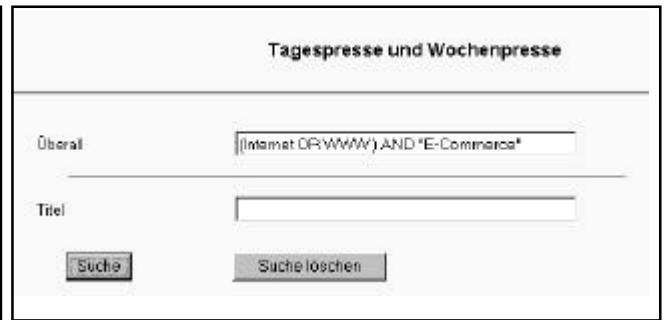 Tagespresse und Wochenpresse
Überall (Internet OR WWW) AND "E-Commerce"
Titel
Suche Suche löschen